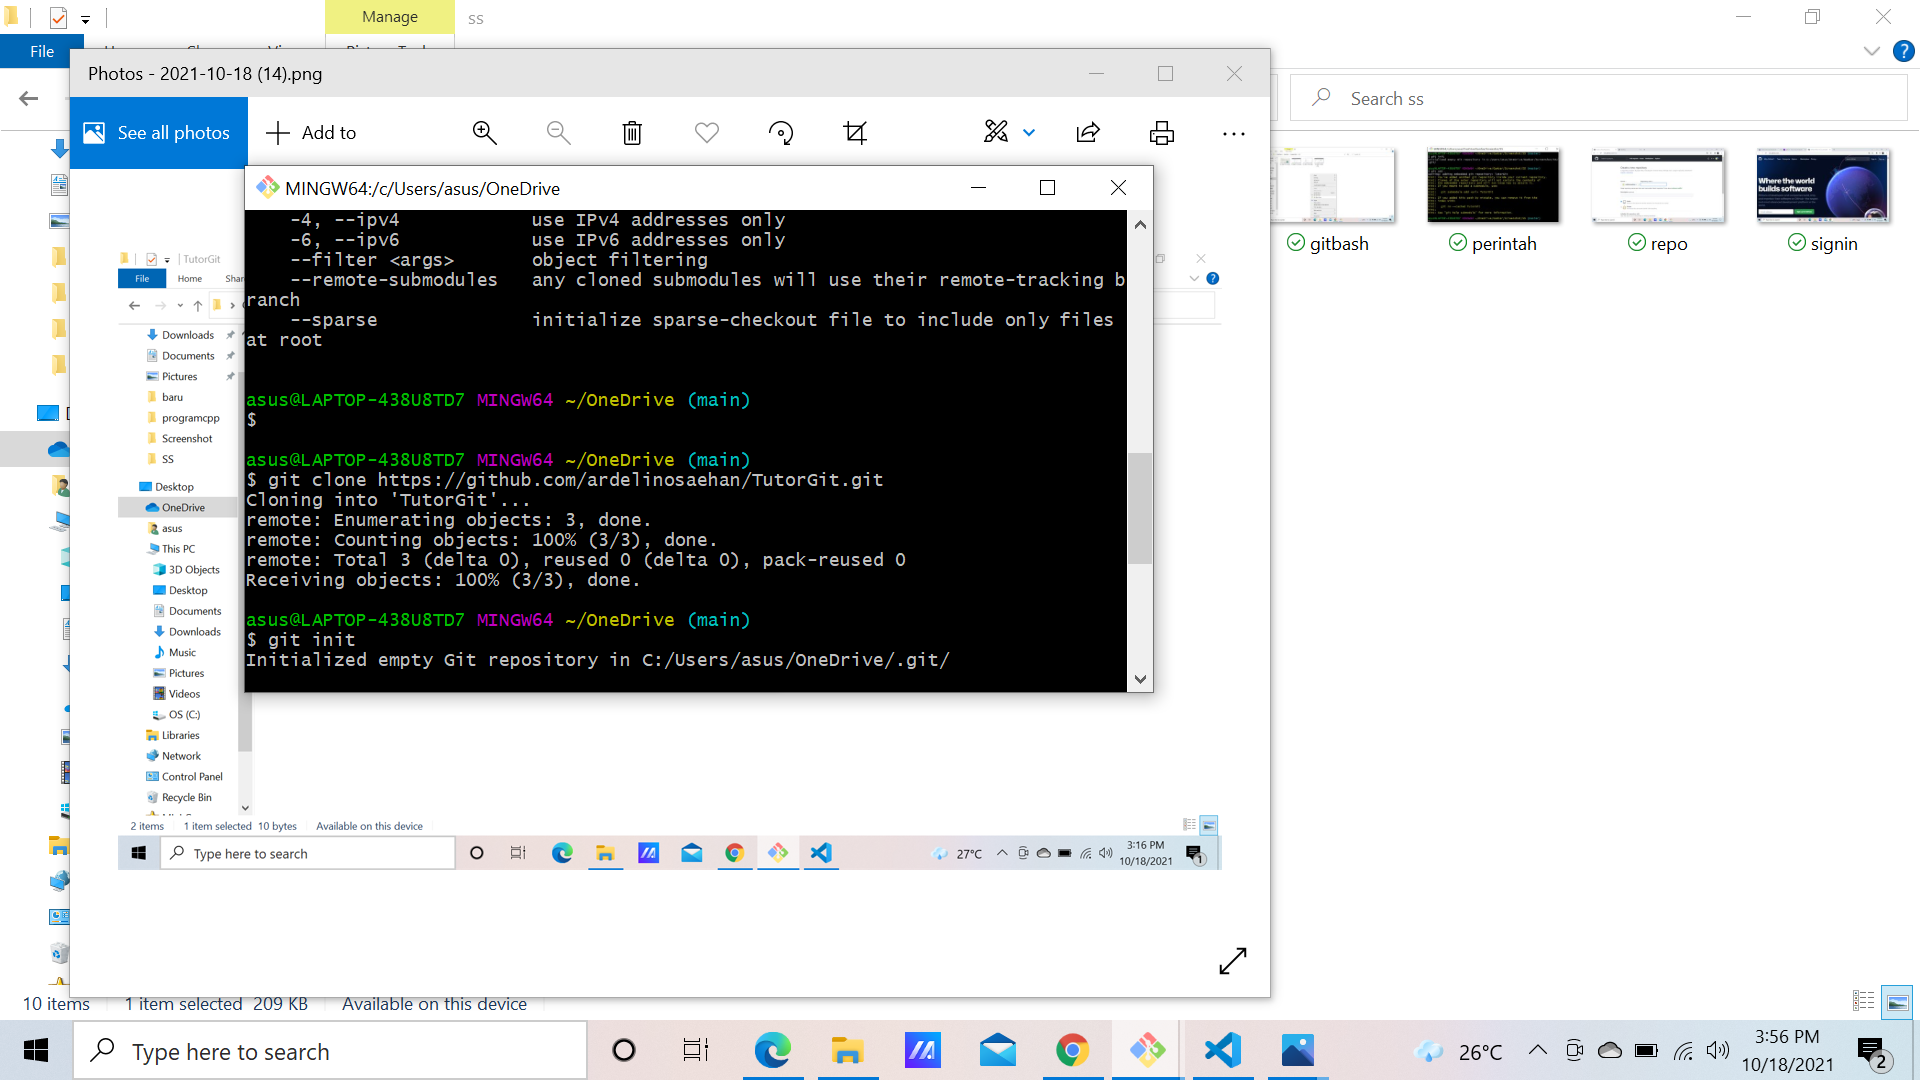 Manage
ss
File
Photos - 2021-10-18 (14).png
See all photos
Add to
Search ss
MINGW64:/c/Users/asus/OneDrive
-4, --ipv4 use IPv4 addresses only
-6, --ipv6 use IPv6 addresses only
--filter <args> object filtering
--remote-submodules any cloned submodules will use their remote-tracking b
ranch
--sparse initialize sparse-checkout file to include only files
at root
asus@LAPTOP-438U8TD7 MINGW64 ~/OneDrive (main)
$
asus@LAPTOP-438U8TD7 MINGW64 ~/OneDrive (main)
$ git clone https://github.com/ardelinosaehan/TutorGit.git
Cloning into 'TutorGit'...
remote: Enumerating objects: 3, done.
remote: Counting objects: 100% (3/3), done.
remote: Total 3 (delta 0), reused 0 (delta 0), pack-reused 0
Receiving objects: 100% (3/3), done.
asus@LAPTOP-438U8TD7 MINGW64 ~/OneDrive (main)
$ git init
Initialized empty Git repository in C:/Users/asus/OneDrive/.git/
gitbash
perintah
repo
signin
Where the world
builds software
TutorGit
File
Home
Downloads
Documents
Pictures
baru
programcpp
Screenshot
SS
Desktop
OneDrive
asus
This PC
3D Objects
Desktop
Documents
Downloads
Music
Pictures
Videos
OS (C:)
Libraries
Network
Control Panel
Recycle Bin
2 items 1 item selected 10 bytes Available on this device
Type here to search
27°C
3:16 PM
10/18/2021
1
10 items 1 item selected 209 KB Available on this device
Type here to search
26°C
3:56 PM
10/18/2021
2